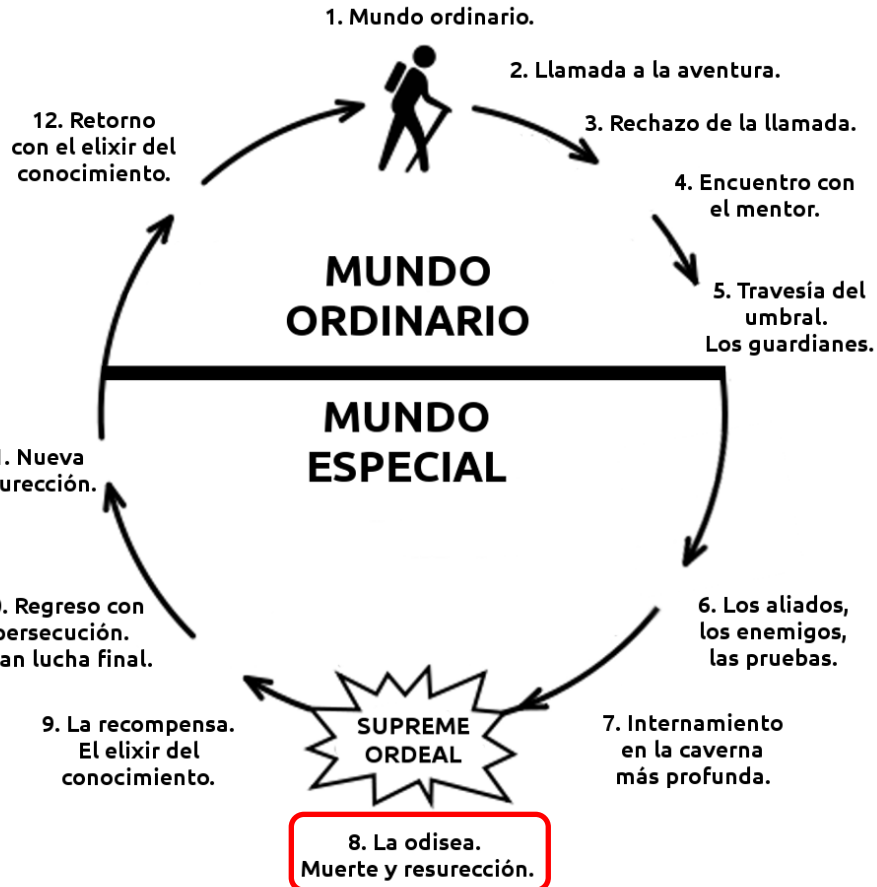 1. Mundo ordinario.
2. Llamada a la aventura.
3. Rechazo de la llamada.
4. Encuentro con
el mentor.
5. Travesía del
umbral.
Los guardianes.
6. Los aliados,
los enemigos,
las pruebas.
7. Internamiento
en la caverna
más profunda.
8. La odisea.
Muerte y resurección.
9. La recompensa.
El elixir del
conocimiento.
. Regreso con
persecución.
lucha final.
. Nueva
12. Retorno
con el elixir del
conocimiento.
MUNDO
ORDINARIO
MUNDO
ESPECIAL
SUPREME
ORDEAL